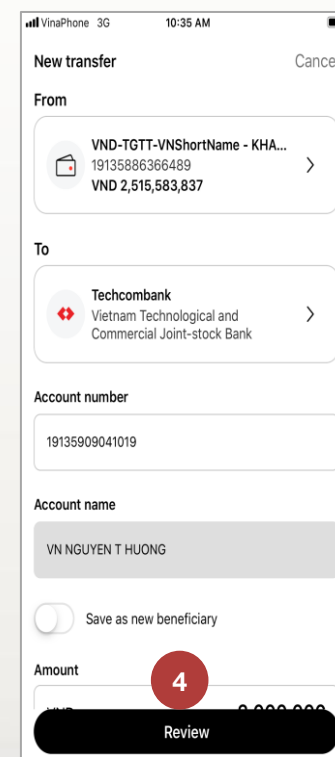 VinaPhone 3G 10:35 AM
New transfer Cance
From
VND-TGTT-VNShortName - KHA...
19135886366489
VND 2,515,583,837
To
Techcombank
Vietnam Technological and
Commercial Joint-stock Bank
Account number
19135909041019
Account name
VN NGUYEN T HUONG
Save as new beneficiary
Amount
4
Review